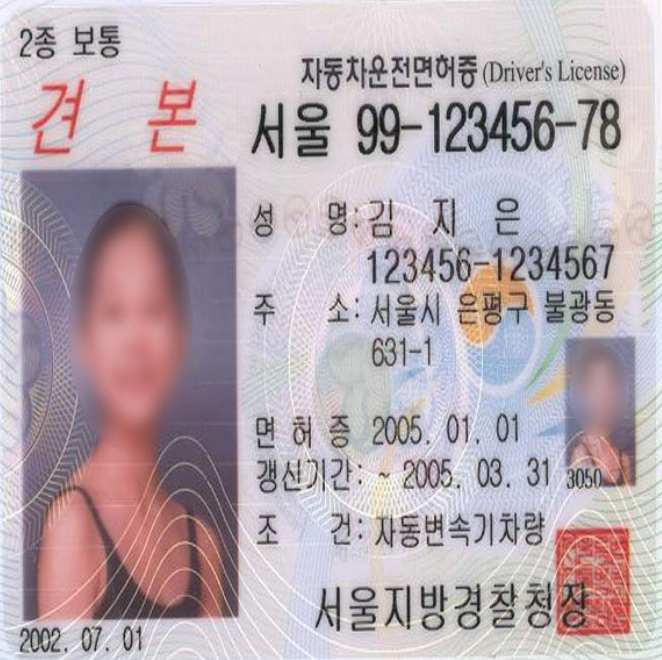 2종 보통
자동차운전면허증 (Driver's License)
견 본
서울 99-123456-78
성 명: 김 지 은
123456-1234567
주 소: 서울시 은평구 불광동
631-1
면 허 증 2005. 01. 01
갱신기간: ~ 2005. 03. 31
3050
조 건: 자동변속기차량
서울지방경찰청장
2002. 07. 01